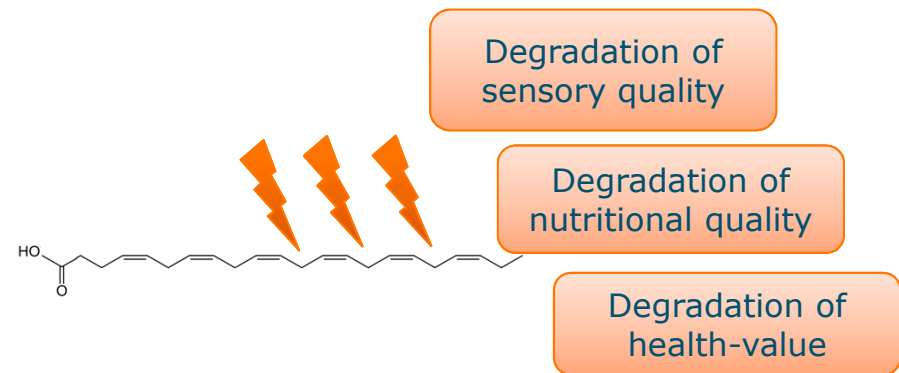 Degradation of
sensory quality
Degradation of
nutritional quality
HO
O
Degradation of
health-value